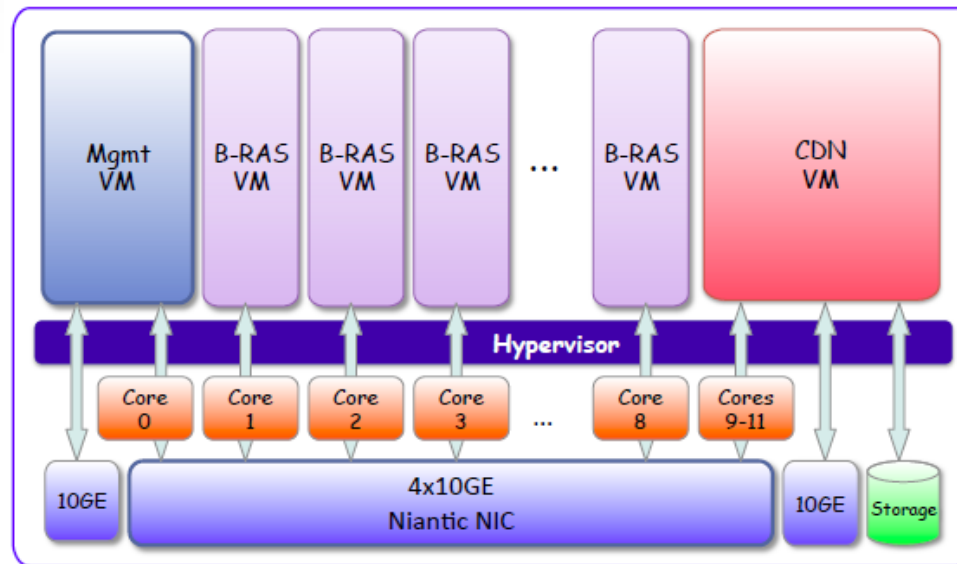 Mgmt
VM
B-RAS
VM
B-RAS
VM
B-RAS
VM
...
B-RAS
VM
CDN
VM
Hypervisor
Core
0
Core
1
Core
2
Core
3
...
Core
8
Cores
9-11
10GE
4x10GE
Niantic NIC
10GE
Storage